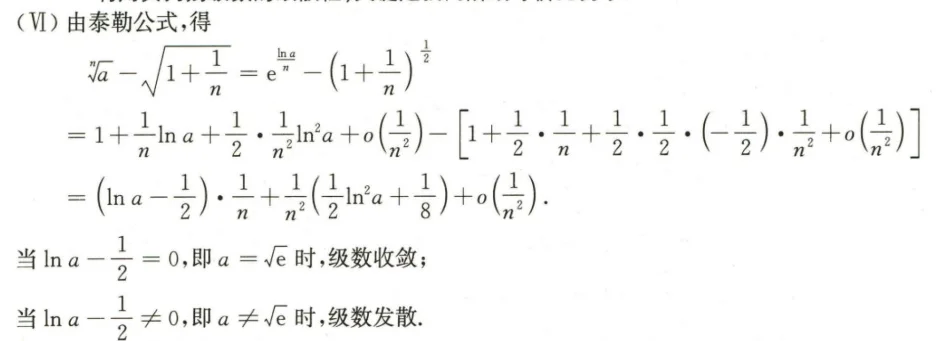 (Ⅵ) 由泰勒公式,得
$\sqrt[n]{a}-\sqrt{1+\frac{1}{n}}=\mathrm{e}^{\frac{\ln a}{n}}-\left(1+\frac{1}{n}\right)^{\frac{1}{2}}$
$=1+\frac{1}{n}\ln a+\frac{1}{2}\cdot\frac{1}{n^2}\ln^2 a+o\left(\frac{1}{n^2}\right)-\left[1+\frac{1}{2}\cdot\frac{1}{n}+\frac{1}{2}\cdot\frac{1}{2}\cdot\left(-\frac{1}{2}\right)\cdot\frac{1}{n^2}+o\left(\frac{1}{n^2}\right)\right]$
$=\left(\ln a-\frac{1}{2}\right)\cdot\frac{1}{n}+\frac{1}{n^2}\left(\frac{1}{2}\ln^2 a+\frac{1}{8}\right)+o\left(\frac{1}{n^2}\right).$
当 $\ln a-\frac{1}{2}=0$,即 $a=\sqrt{\mathrm{e}}$ 时,级数收敛;
当 $\ln a-\frac{1}{2}\neq 0$,即 $a\neq\sqrt{\mathrm{e}}$ 时,级数发散.